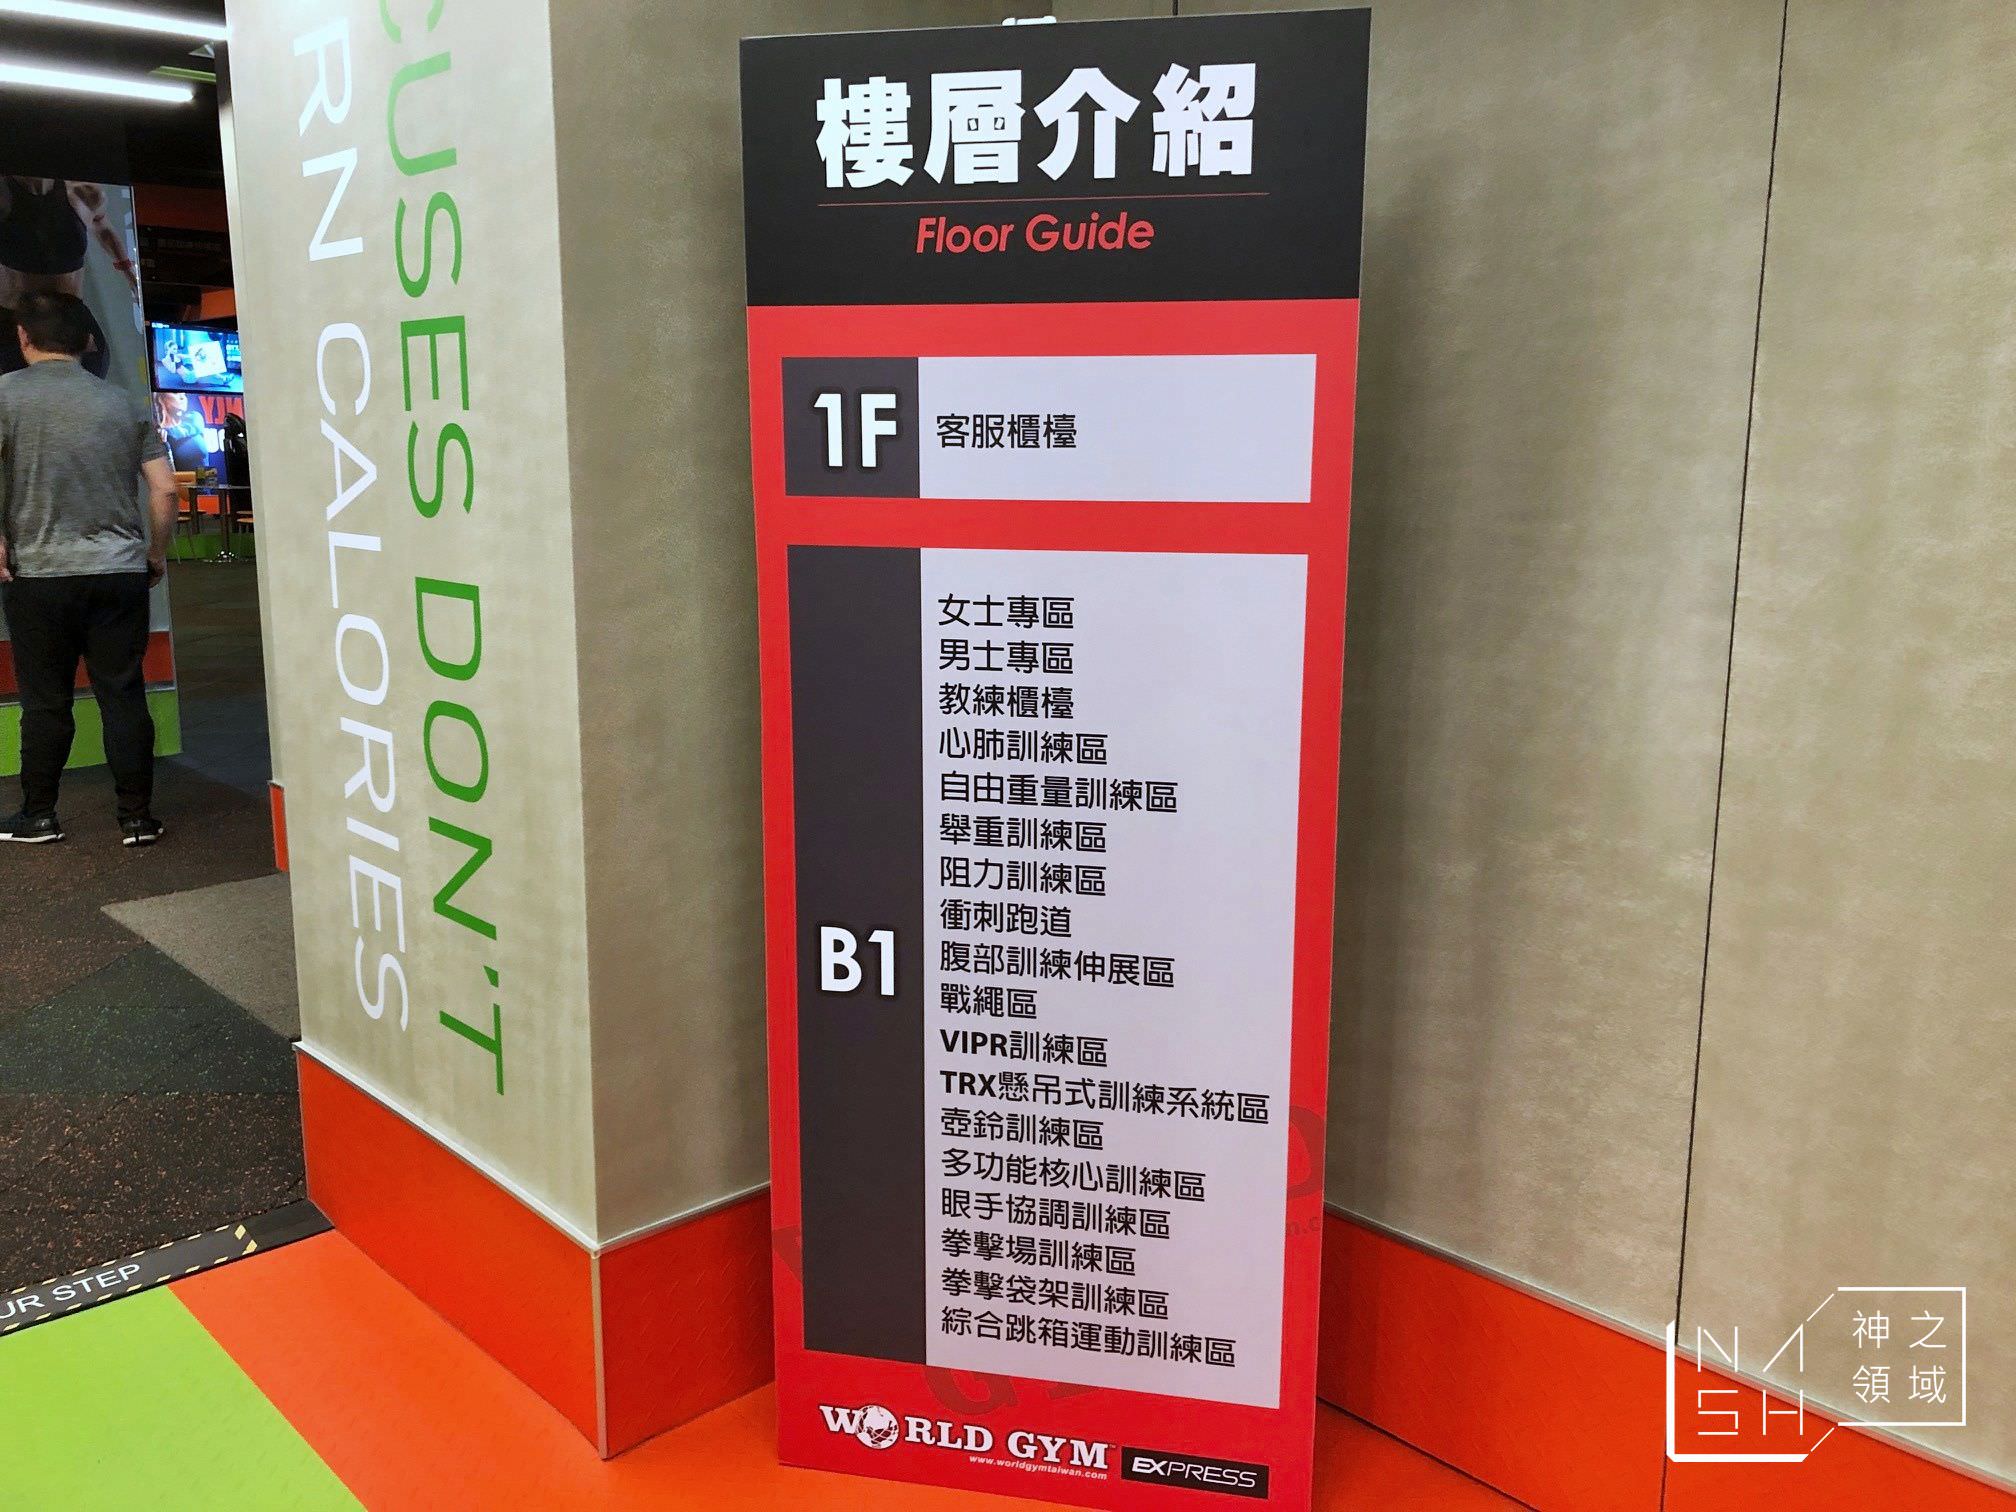 CUSES DON'T
RN CALORIES
樓層介紹
Floor Guide
1F
客服櫃檯
B1
女士專區
男士專區
教練櫃檯
心肺訓練區
自由重量訓練區
舉重訓練區
阻力訓練區
衝刺跑道
腹部訓練伸展區
戰繩區
VIPR訓練區
TRX懸吊式訓練系統區
壺鈴訓練區
多功能核心訓練區
眼手協調訓練區
拳擊場訓練區
拳擊袋架訓練區
綜合跳箱運動訓練區
WORLD GYM
www.worldgymtaiwan.com
EXPRESS
UR STEP
NASH
神之
領域